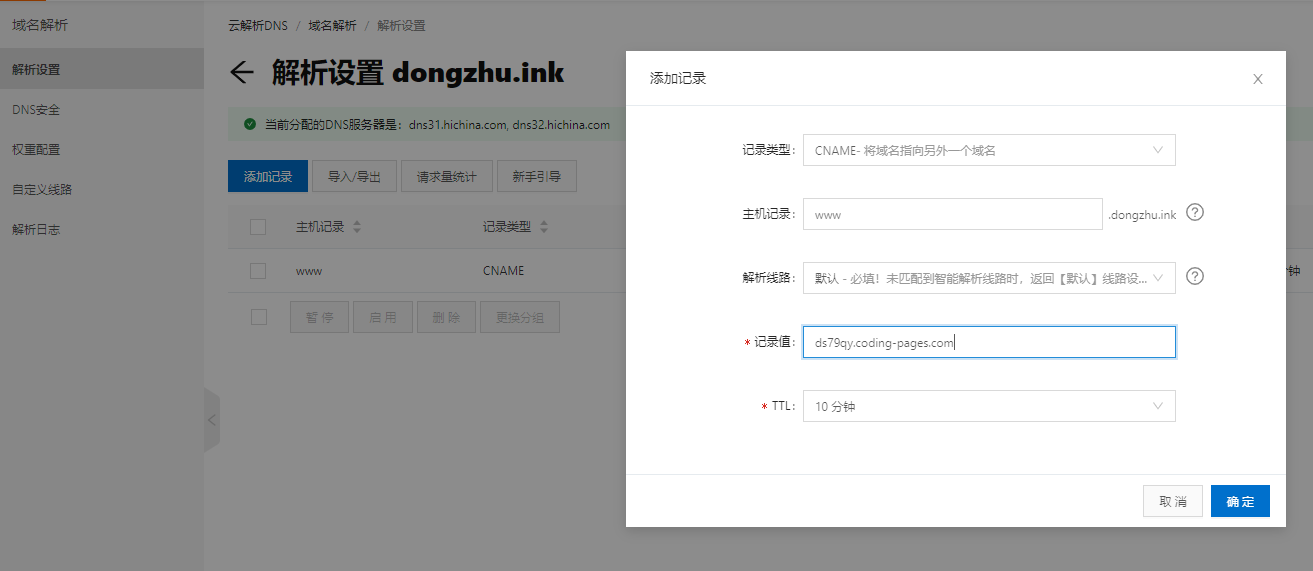 域名解析
解析设置
DNS安全
权重配置
自定义线路
解析日志
云解析DNS / 域名解析 / 解析设置
解析设置 dongzhu.ink
当前分配的DNS服务器是：dns31.hichina.com, dns32.hichina.com
添加记录 导入/导出 请求量统计 新手引导
主机记录 记录类型
www CNAME
钟
暂 停 启 用 删 除 更换分组
添加记录
记录类型： CNAME- 将域名指向另外一个域名
主机记录： www .dongzhu.ink ?
解析线路： 默认 - 必填！未匹配到智能解析线路时，返回【默认】线路设... ?
* 记录值： ds79qy.coding-pages.com
* TTL： 10 分钟
取 消 确 定